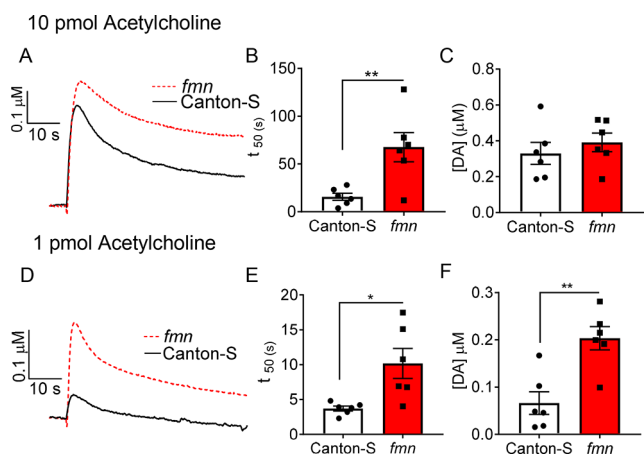 10 pmol Acetylcholine
A
fmn
Canton-S
0.1 µM
10 s
B
**
150
100
50
0
t 50 (s)
Canton-S fmn
C
0.8
0.6
0.4
0.2
0.0
[DA] (µM)
Canton-S fmn
1 pmol Acetylcholine
D
fmn
Canton-S
0.1 µM
10 s
E
*
20
15
10
5
0
t 50 (s)
Canton-S fmn
F
**
0.3
0.2
0.1
0.0
[DA] µM
Canton-S fmn